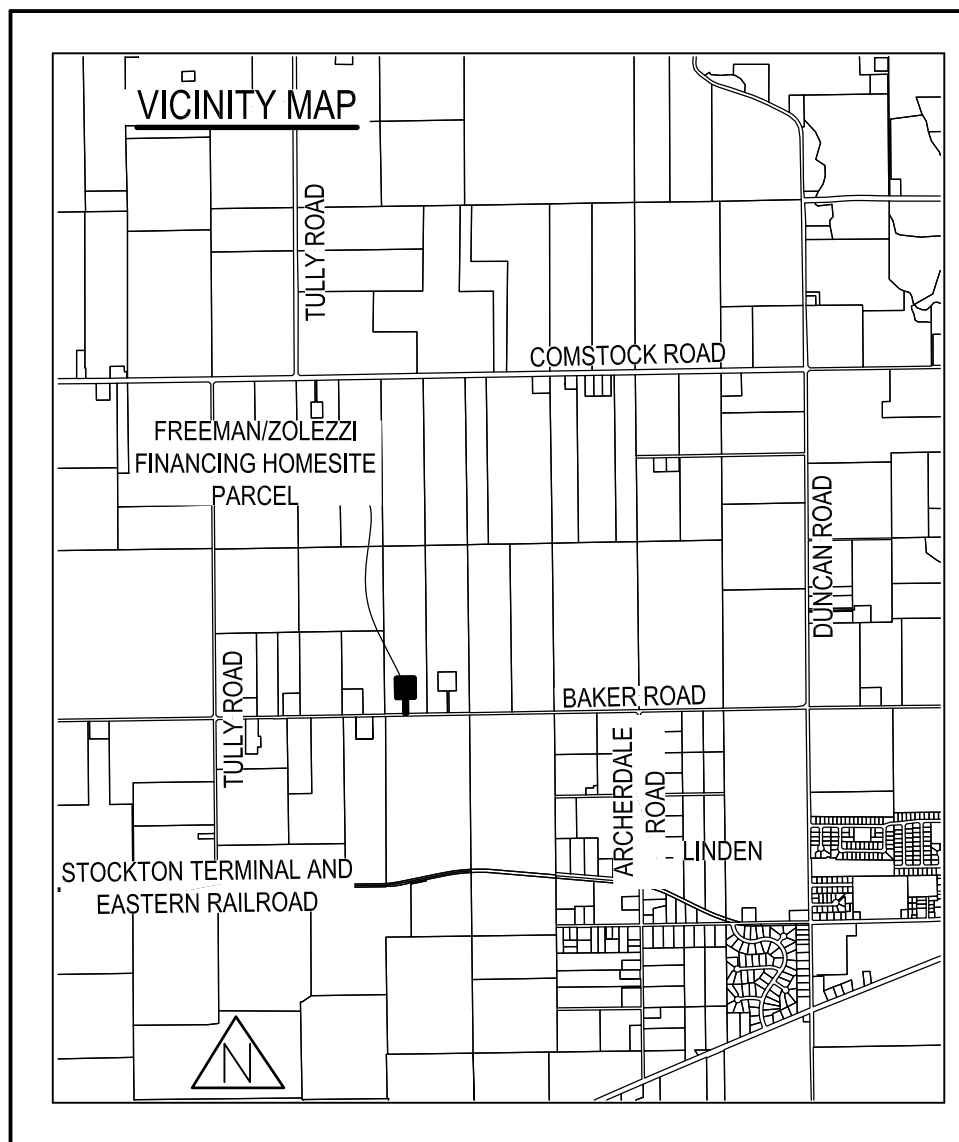 VICINITY MAP
TULLY ROAD
COMSTOCK ROAD
FREEMAN/ZOLEZZI
FINANCING HOMESITE
PARCEL
DUNCAN ROAD
TULLY ROAD
BAKER ROAD
ARCHERDALE
ROAD
LINDEN
STOCKTON TERMINAL AND
EASTERN RAILROAD
N